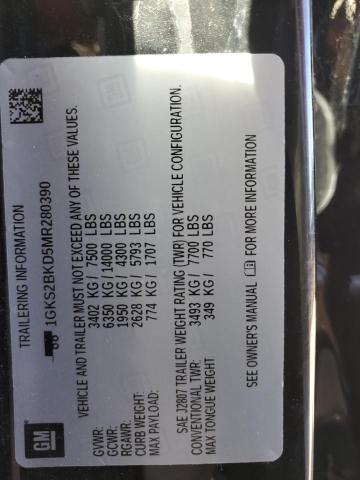 TRAILERING INFORMATION
1GKS2BKD5MR280390
VEHICLE AND TRAILER MUST NOT EXCEED ANY OF THESE VALUES.
GVWR: 3402 KG / 7500 LBS
GCWR: 6350 KG / 14000 LBS
RGAWR: 1950 KG / 4300 LBS
CURB WEIGHT: 2628 KG / 5793 LBS
MAX PAYLOAD: 774 KG / 1707 LBS
SAE J2807 TRAILER WEIGHT RATING (TWR) FOR VEHICLE CONFIGURATION.
CONVENTIONAL TWR: 3493 KG / 7700 LBS
MAX TONGUE WEIGHT 349 KG / 770 LBS
SEE OWNER'S MANUAL FOR MORE INFORMATION
GM